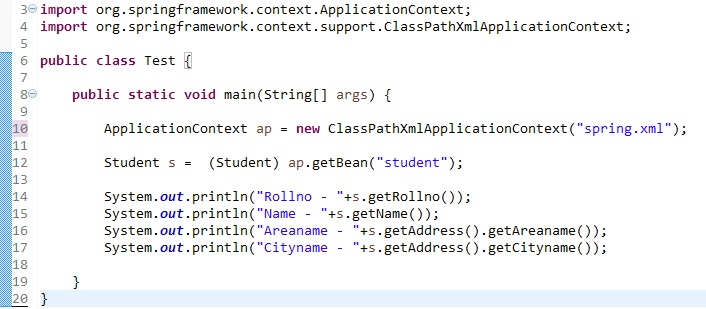 3 import org.springframework.context.ApplicationContext;
4 import org.springframework.context.support.ClassPathXmlApplicationContext;
5
6 public class Test {
7
8 public static void main(String[] args) {
9
10 ApplicationContext ap = new ClassPathXmlApplicationContext("spring.xml");
11
12 Student s =  (Student) ap.getBean("student");
13
14 System.out.println("Rollno - "+s.getRollno());
15 System.out.println("Name - "+s.getName());
16 System.out.println("Areaname - "+s.getAddress().getAreaname());
17 System.out.println("Cityname - "+s.getAddress().getCityname());
18
19 }
20 }